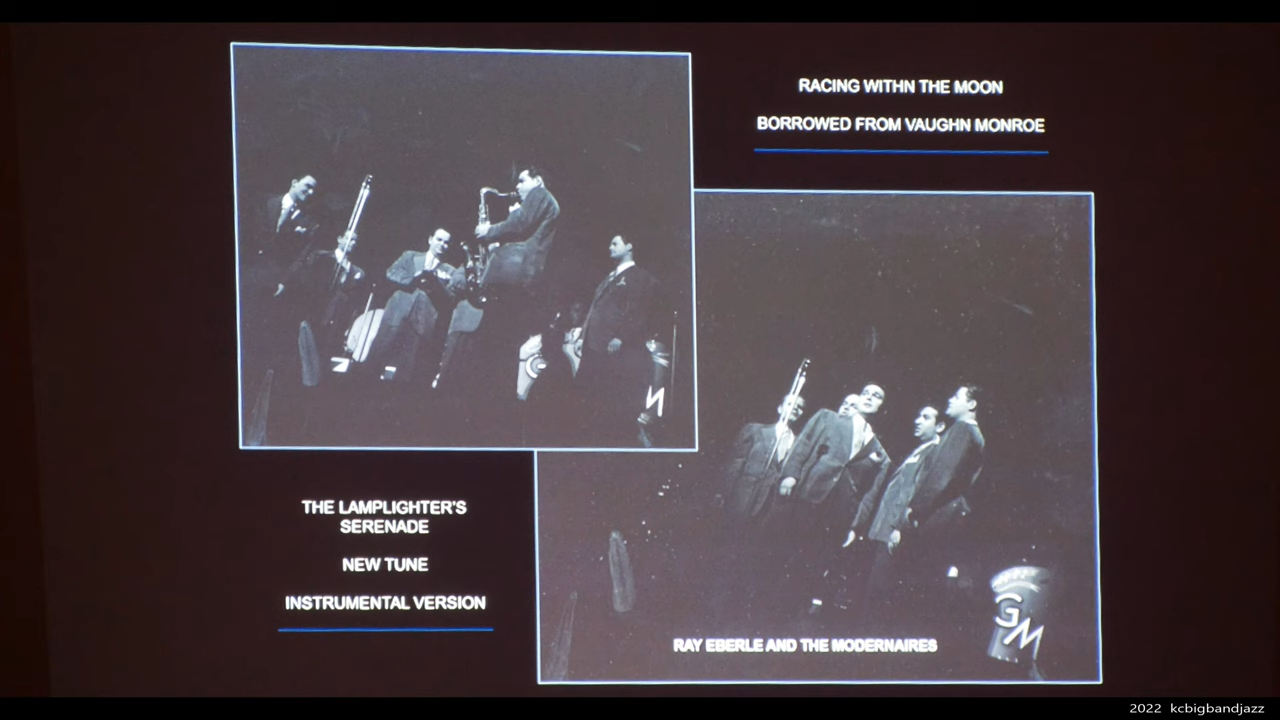 RACING WITHN THE MOON
BORROWED FROM VAUGHN MONROE
THE LAMPLIGHTER'S
SERENADE
NEW TUNE
INSTRUMENTAL VERSION
G
M
GM
RAY EBERLE AND THE MODERNAIRES
2022 kcbigbandjazz